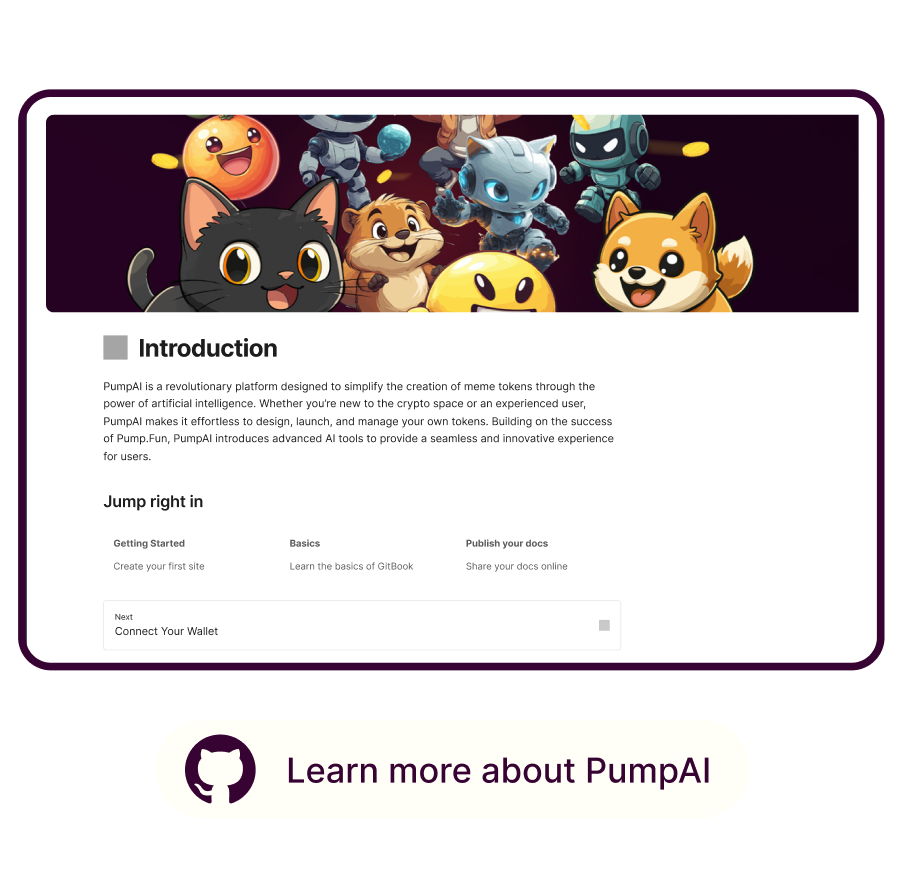 Introduction
PumpAI is a revolutionary platform designed to simplify the creation of meme tokens through the
power of artificial intelligence. Whether you're new to the crypto space or an experienced user,
PumpAI makes it effortless to design, launch, and manage your own tokens. Building on the success
of Pump.Fun, PumpAI introduces advanced AI tools to provide a seamless and innovative experience
for users.
Jump right in
Getting Started
Create your first site
Basics
Learn the basics of GitBook
Publish your docs
Share your docs online
Next
Connect Your Wallet
Learn more about PumpAI